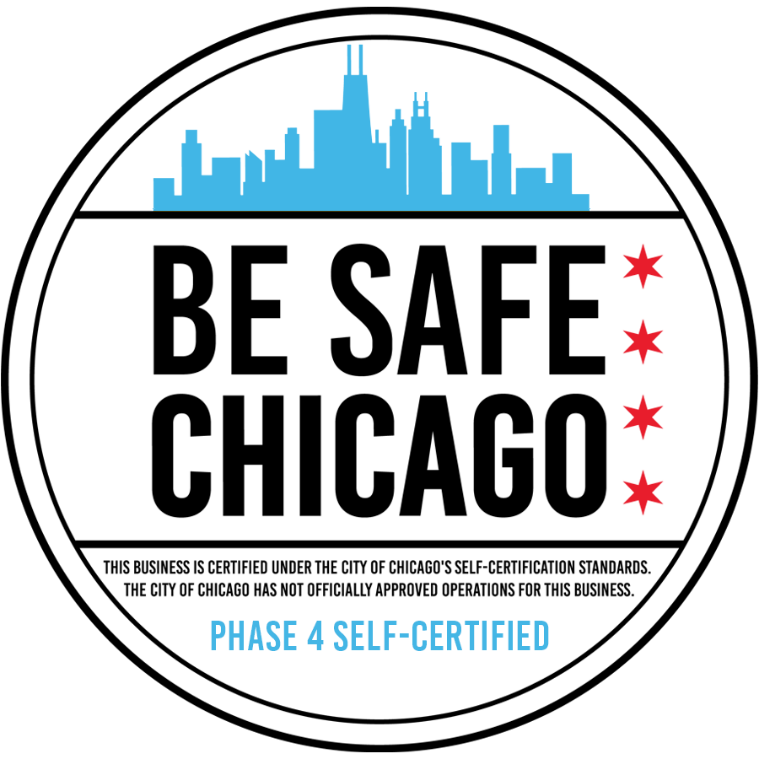 BE SAFE
CHICAGO
THIS BUSINESS IS CERTIFIED UNDER THE CITY OF CHICAGO'S SELF-CERTIFICATION STANDARDS.
THE CITY OF CHICAGO HAS NOT OFFICIALLY APPROVED OPERATIONS FOR THIS BUSINESS.
PHASE 4 SELF-CERTIFIED